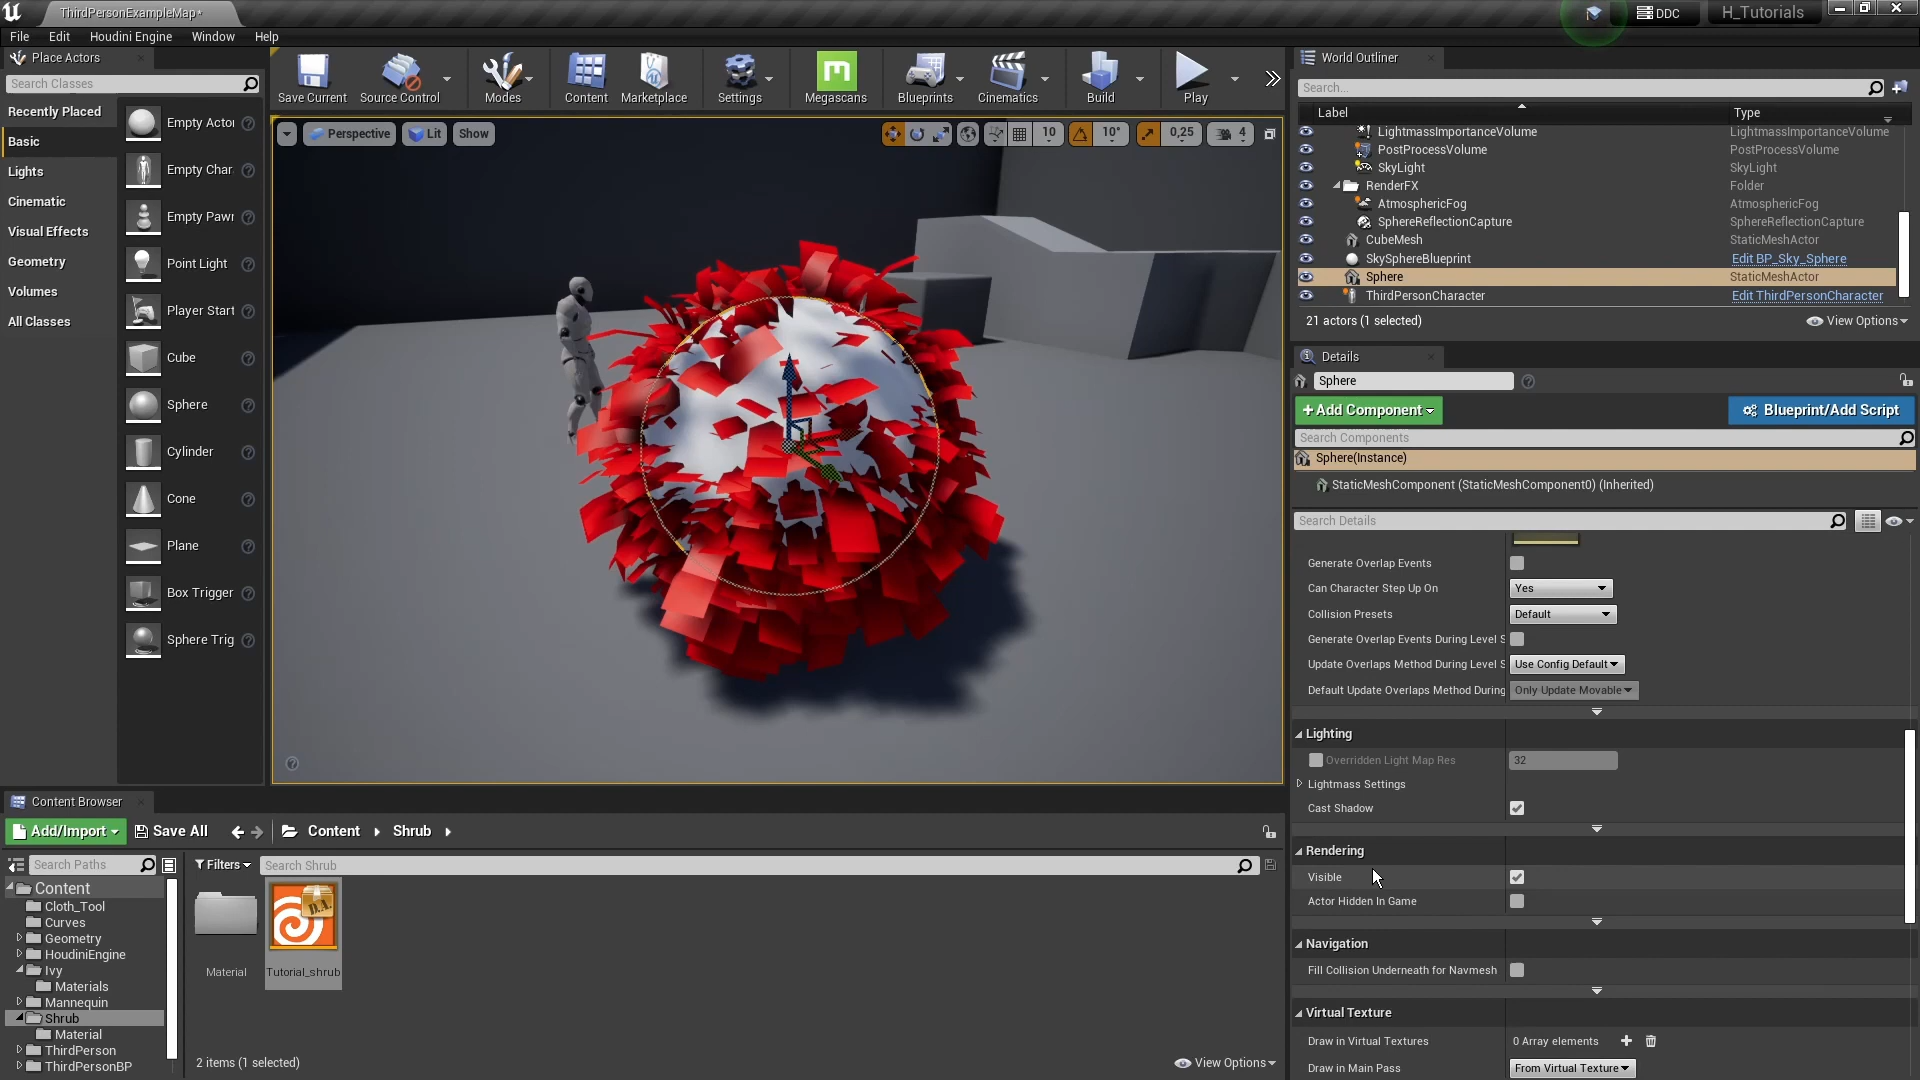 ThirdPersonExampleMap*
DDC
H_Tutorials
File Edit Houdini Engine Window Help
Place Actors
Search Classes
Recently Placed
Basic
Lights
Cinematic
Visual Effects
Geometry
Volumes
All Classes
Empty Actor
Empty Char
Empty Pawn
Point Light
Player Start
Cube
Sphere
Cylinder
Cone
Plane
Box Trigger
Sphere Trig
Save Current Source Control Modes Content Marketplace Settings Megascans Blueprints Cinematics Build Play
Perspective Lit Show 10 10° 0,25 4
World Outliner
Search...
Label Type
LightmassImportanceVolume LightmassImportanceVolume
PostProcessVolume PostProcessVolume
SkyLight SkyLight
RenderFX Folder
AtmosphericFog AtmosphericFog
SphereReflectionCapture SphereReflectionCapture
CubeMesh StaticMeshActor
SkySphereBlueprint Edit BP_Sky_Sphere
Sphere StaticMeshActor
ThirdPersonCharacter Edit ThirdPersonCharacter
21 actors (1 selected) View Options
Details
Sphere
+Add Component Blueprint/Add Script
Search Components
Sphere(Instance)
StaticMeshComponent (StaticMeshComponent0) (Inherited)
Search Details
Generate Overlap Events
Can Character Step Up On Yes
Collision Presets Default
Generate Overlap Events During Level S
Update Overlaps Method During Level S Use Config Default
Default Update Overlaps Method During Only Update Movable
Lighting
Overridden Light Map Res 32
Lightmass Settings
Cast Shadow
Rendering
Visible
Actor Hidden In Game
Navigation
Fill Collision Underneath for Navmesh
Virtual Texture
Draw in Virtual Textures 0 Array elements
Draw in Main Pass From Virtual Texture
Content Browser
Add/Import Save All Content Shrub
Search Paths Filters Search Shrub
Content
Cloth_Tool
Curves
Geometry
HoudiniEngine
Ivy
Materials
Mannequin
Shrub
Material
ThirdPerson
ThirdPersonBP
D.A.
Material Tutorial_shrub
2 items (1 selected) View Options